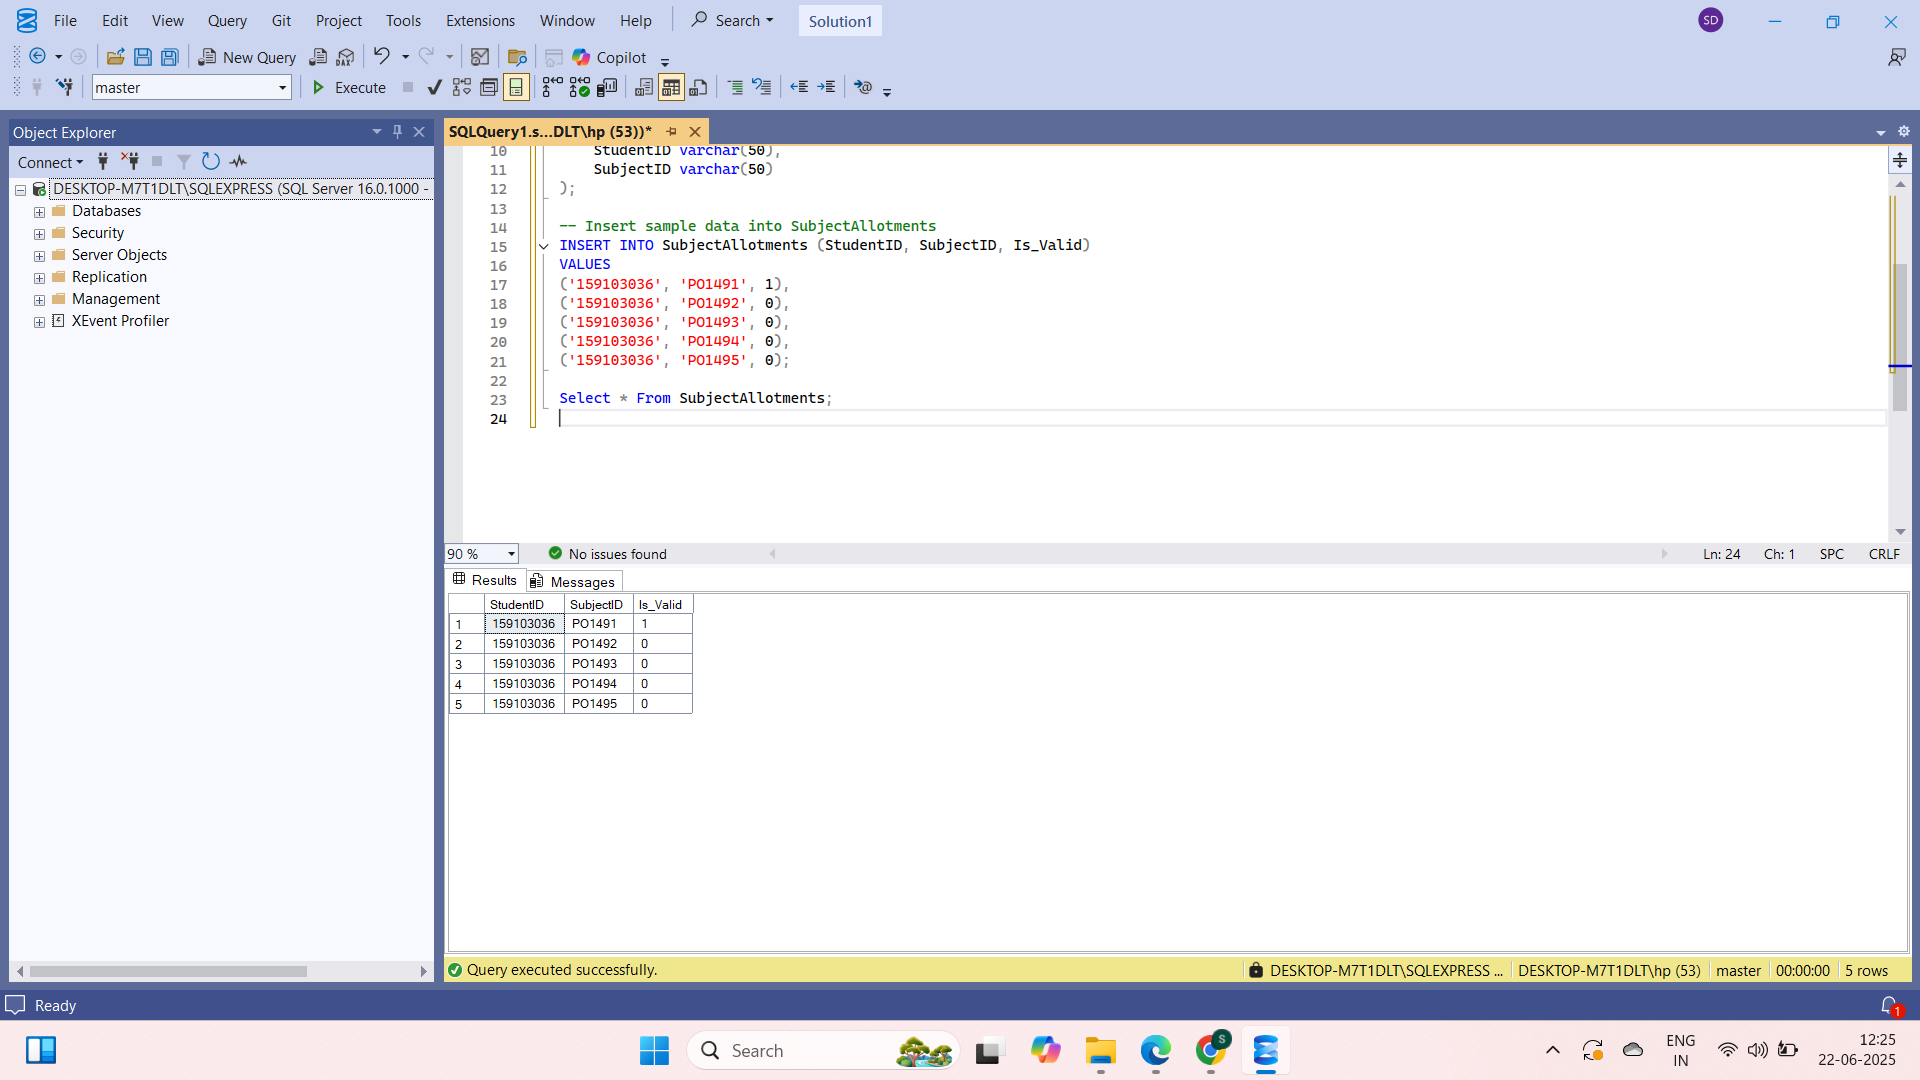 File Edit View Query Git Project Tools Extensions Window Help Search Solution1 SD
New Query DAX Copilot
master Execute
Object Explorer
Connect
DESKTOP-M7T1DLT\SQLEXPRESS (SQL Server 16.0.1000 -
Databases
Security
Server Objects
Replication
Management
XEvent Profiler
SQLQuery1.s...DLT\hp (53))*
10 StudentID varchar(50),
11 SubjectID varchar(50)
12 );
13
14 -- Insert sample data into SubjectAllotments
15 INSERT INTO SubjectAllotments (StudentID, SubjectID, Is_Valid)
16 VALUES
17 ('159103036', 'PO1491', 1),
18 ('159103036', 'PO1492', 0),
19 ('159103036', 'PO1493', 0),
20 ('159103036', 'PO1494', 0),
21 ('159103036', 'PO1495', 0);
22
23 Select * From SubjectAllotments;
24
90 % No issues found Ln: 24 Ch: 1 SPC CRLF
Results Messages
StudentID SubjectID Is_Valid
1 159103036 PO1491 1
2 159103036 PO1492 0
3 159103036 PO1493 0
4 159103036 PO1494 0
5 159103036 PO1495 0
Query executed successfully. DESKTOP-M7T1DLT\SQLEXPRESS ... DESKTOP-M7T1DLT\hp (53) master 00:00:00 5 rows
Ready 1
Search S ENG IN 12:25
22-06-2025